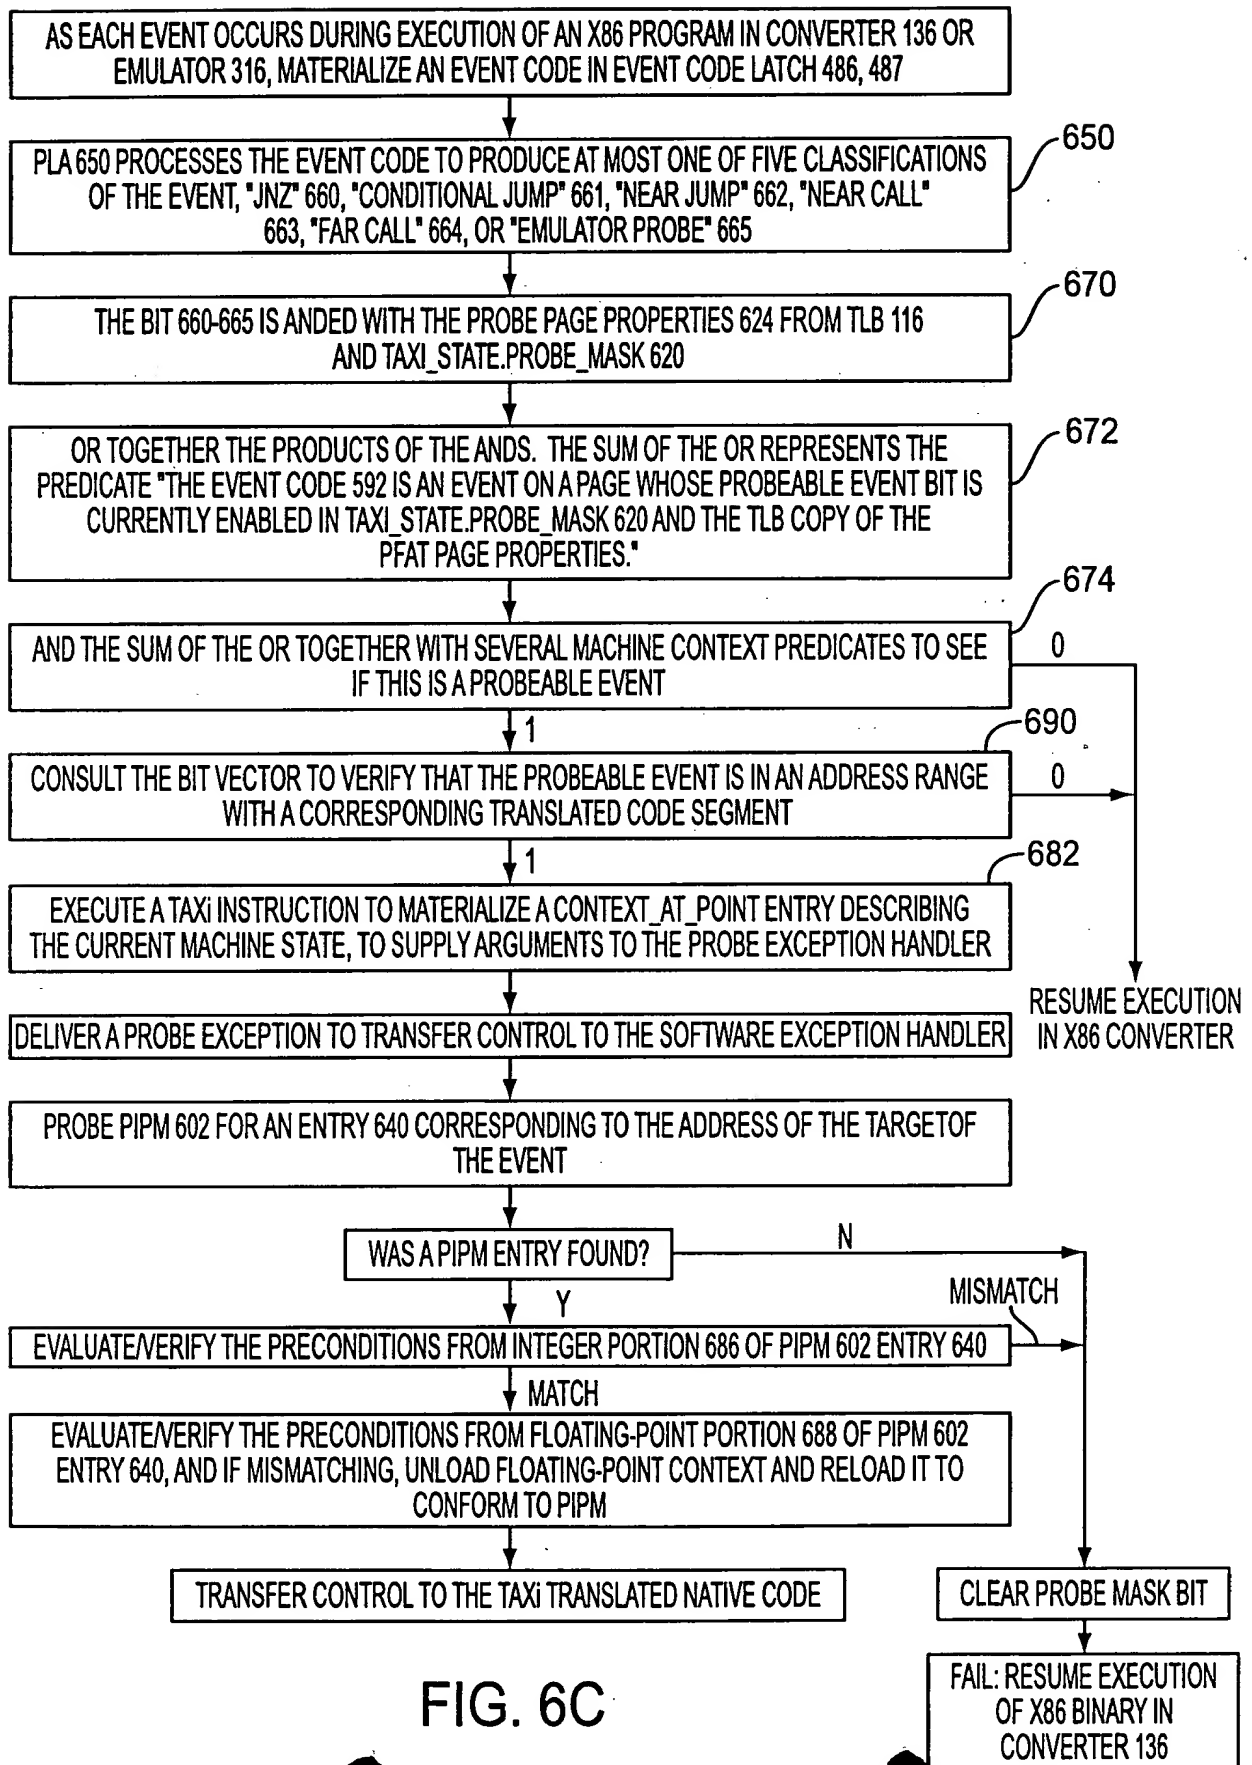 AS EACH EVENT OCCURS DURING EXECUTION OF AN X86 PROGRAM IN CONVERTER 136 OR
EMULATOR 316, MATERIALIZE AN EVENT CODE IN EVENT CODE LATCH 486, 487
650
PLA 650 PROCESSES THE EVENT CODE TO PRODUCE AT MOST ONE OF FIVE CLASSIFICATIONS
OF THE EVENT, "JNZ" 660, "CONDITIONAL JUMP" 661, "NEAR JUMP" 662, "NEAR CALL"
663, "FAR CALL" 664, OR "EMULATOR PROBE" 665
670
THE BIT 660-665 IS ANDED WITH THE PROBE PAGE PROPERTIES 624 FROM TLB 116
AND TAXI_STATE.PROBE_MASK 620
672
OR TOGETHER THE PRODUCTS OF THE ANDS. THE SUM OF THE OR REPRESENTS THE
PREDICATE "THE EVENT CODE 592 IS AN EVENT ON A PAGE WHOSE PROBEABLE EVENT BIT IS
CURRENTLY ENABLED IN TAXI_STATE.PROBE_MASK 620 AND THE TLB COPY OF THE
PFAT PAGE PROPERTIES."
674
AND THE SUM OF THE OR TOGETHER WITH SEVERAL MACHINE CONTEXT PREDICATES TO SEE
IF THIS IS A PROBEABLE EVENT
0
1
690
CONSULT THE BIT VECTOR TO VERIFY THAT THE PROBEABLE EVENT IS IN AN ADDRESS RANGE
WITH A CORRESPONDING TRANSLATED CODE SEGMENT
0
1
682
EXECUTE A TAXi INSTRUCTION TO MATERIALIZE A CONTEXT_AT_POINT ENTRY DESCRIBING
THE CURRENT MACHINE STATE, TO SUPPLY ARGUMENTS TO THE PROBE EXCEPTION HANDLER
RESUME EXECUTION
IN X86 CONVERTER
DELIVER A PROBE EXCEPTION TO TRANSFER CONTROL TO THE SOFTWARE EXCEPTION HANDLER
PROBE PIPM 602 FOR AN ENTRY 640 CORRESPONDING TO THE ADDRESS OF THE TARGETOF
THE EVENT
WAS A PIPM ENTRY FOUND?
N
Y
MISMATCH
EVALUATE/VERIFY THE PRECONDITIONS FROM INTEGER PORTION 686 OF PIPM 602 ENTRY 640
MATCH
EVALUATE/VERIFY THE PRECONDITIONS FROM FLOATING-POINT PORTION 688 OF PIPM 602
ENTRY 640, AND IF MISMATCHING, UNLOAD FLOATING-POINT CONTEXT AND RELOAD IT TO
CONFORM TO PIPM
TRANSFER CONTROL TO THE TAXi TRANSLATED NATIVE CODE
CLEAR PROBE MASK BIT
FAIL: RESUME EXECUTION
OF X86 BINARY IN
CONVERTER 136
FIG. 6C